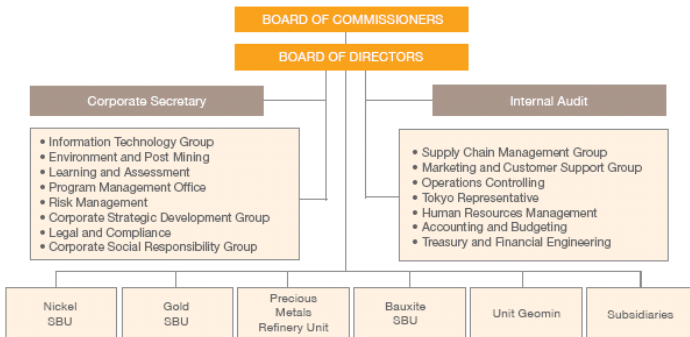 BOARD OF COMMISSIONERS
BOARD OF DIRECTORS
Corporate Secretary
Internal Audit
• Information Technology Group
• Environment and Post Mining
• Learning and Assessment
• Program Management Office
• Risk Management
• Corporate Strategic Development Group
• Legal and Compliance
• Corporate Social Responsibility Group
• Supply Chain Management Group
• Marketing and Customer Support Group
• Operations Controlling
• Tokyo Representative
• Human Resources Management
• Accounting and Budgeting
• Treasury and Financial Engineering
Nickel
SBU
Gold
SBU
Precious
Metals
Refinery Unit
Bauxite
SBU
Unit Geomin
Subsidiaries